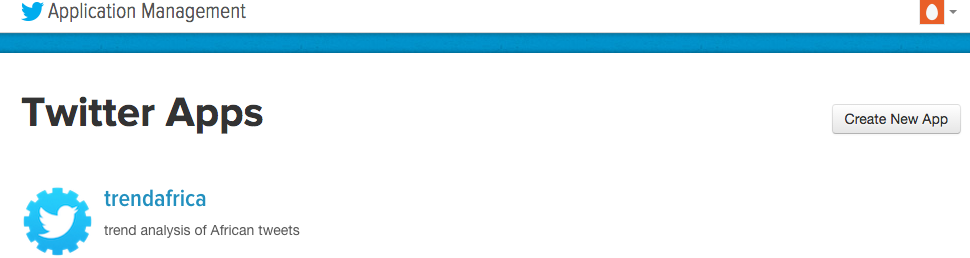 Application Management
Twitter Apps
Create New App
trendafrica
trend analysis of African tweets